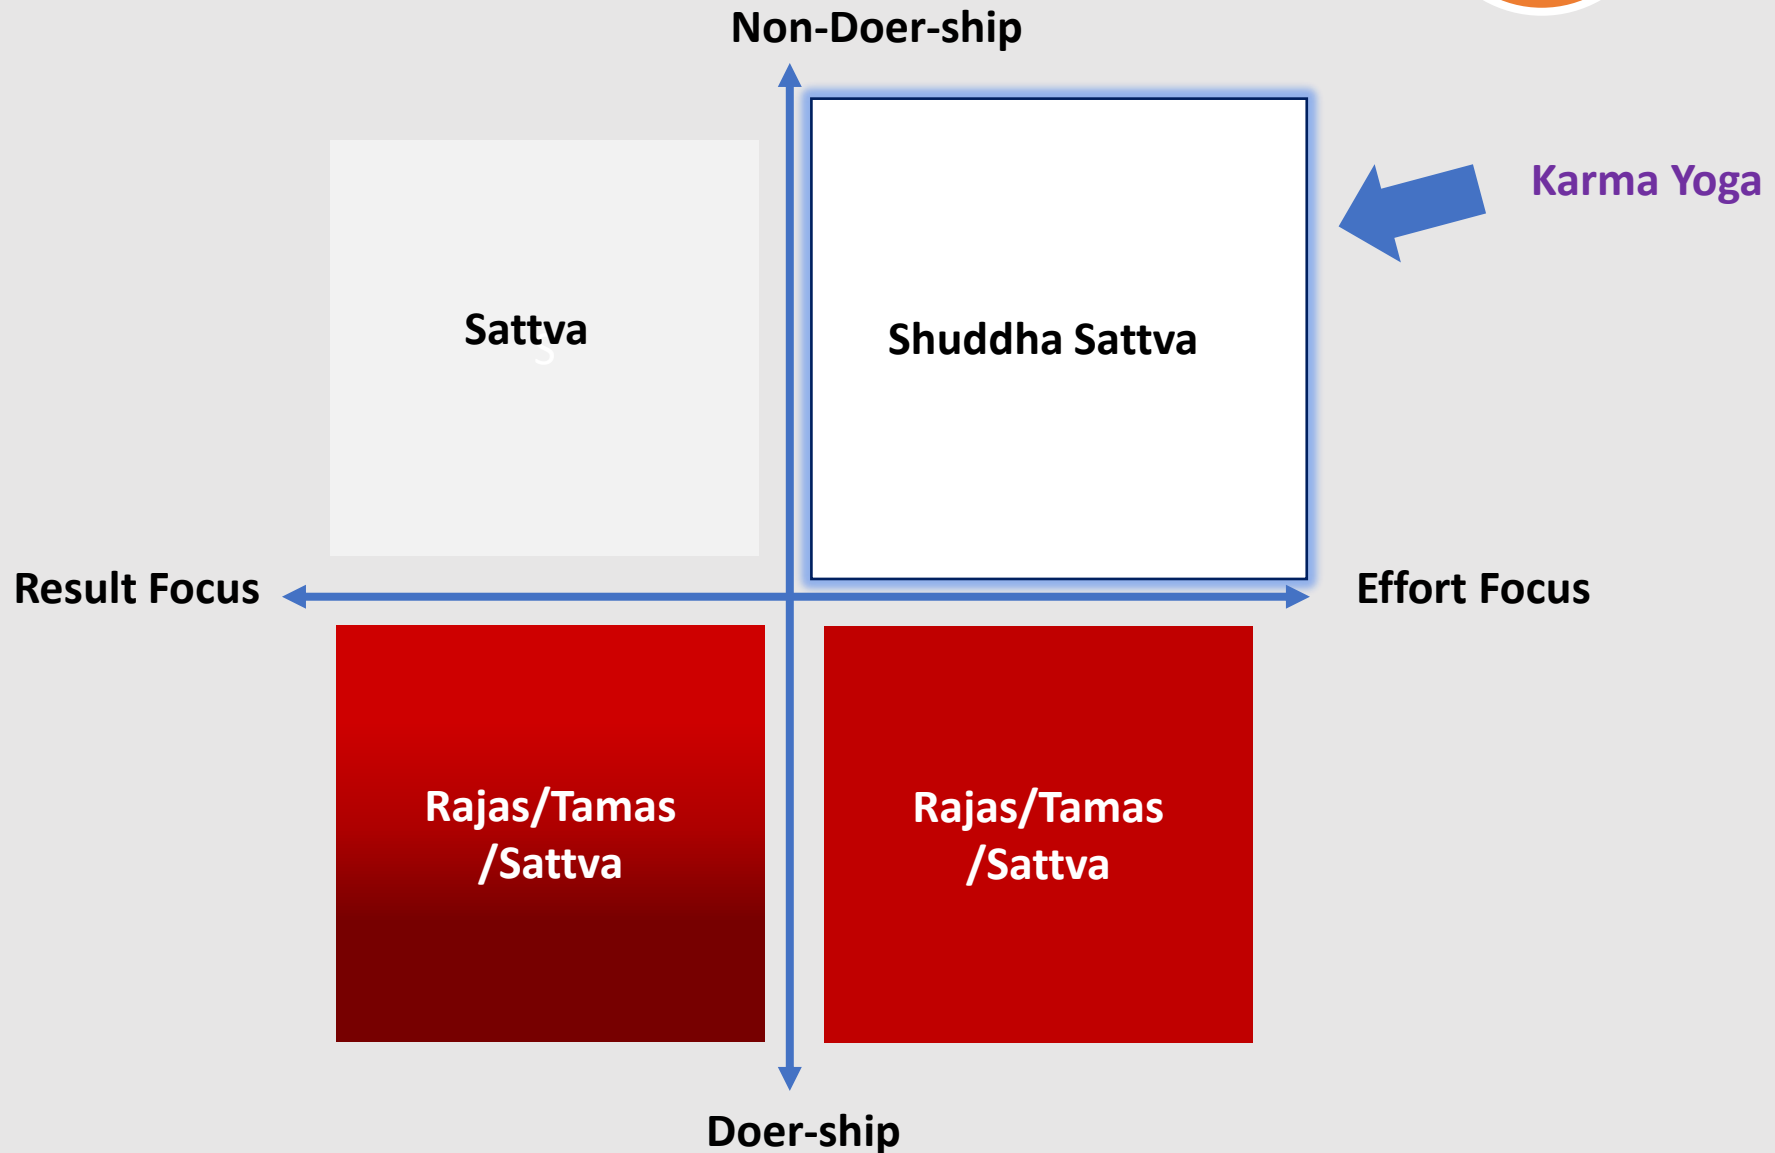 Non-Doer-ship
Karma Yoga
Sattva
S
Shuddha Sattva
Result Focus
Effort Focus
Rajas/Tamas
/Sattva
Rajas/Tamas
/Sattva
Doer-ship